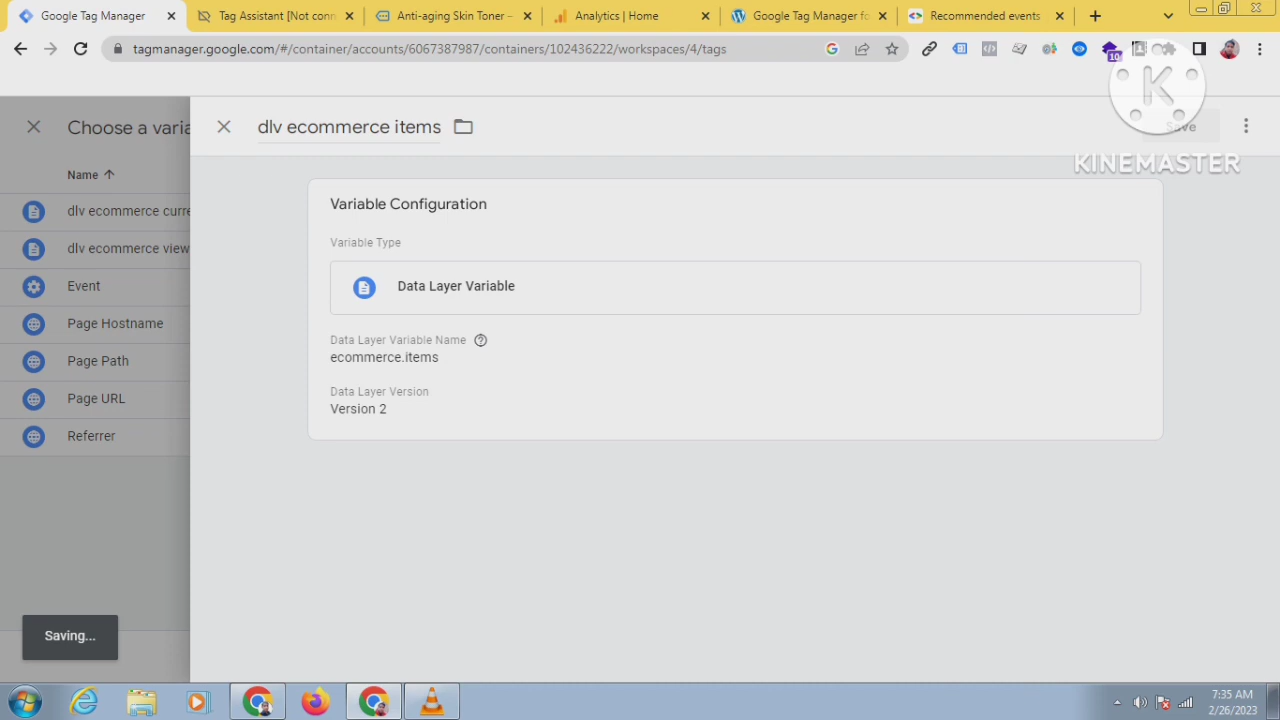 Google Tag Manager
Tag Assistant [Not conn
Anti-aging Skin Toner –
Analytics | Home
Google Tag Manager fo
Recommended events
tagmanager.google.com/#/container/accounts/6067387987/containers/102436222/workspaces/4/tags
10
K
KINEMASTER
Choose a varia
dlv ecommerce items
Save
Name
dlv ecommerce curre
dlv ecommerce view
Event
Page Hostname
Page Path
Page URL
Referrer
Variable Configuration
Variable Type
Data Layer Variable
Data Layer Variable Name
ecommerce.items
Data Layer Version
Version 2
Saving...
7:35 AM
2/26/2023